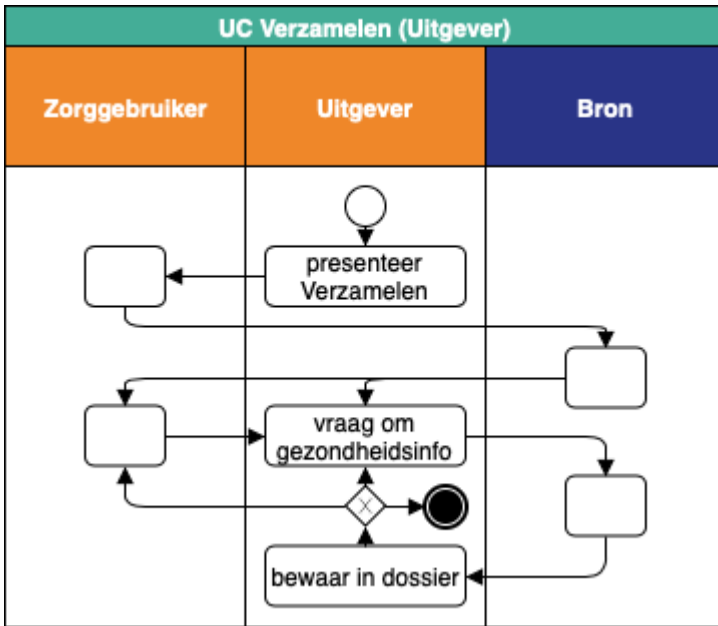 UC Verzamelen (Uitgever)
Zorggebruiker
Uitgever
Bron
presenteer
Verzamelen
vraag om
gezondheidsinfo
X
bewaar in dossier